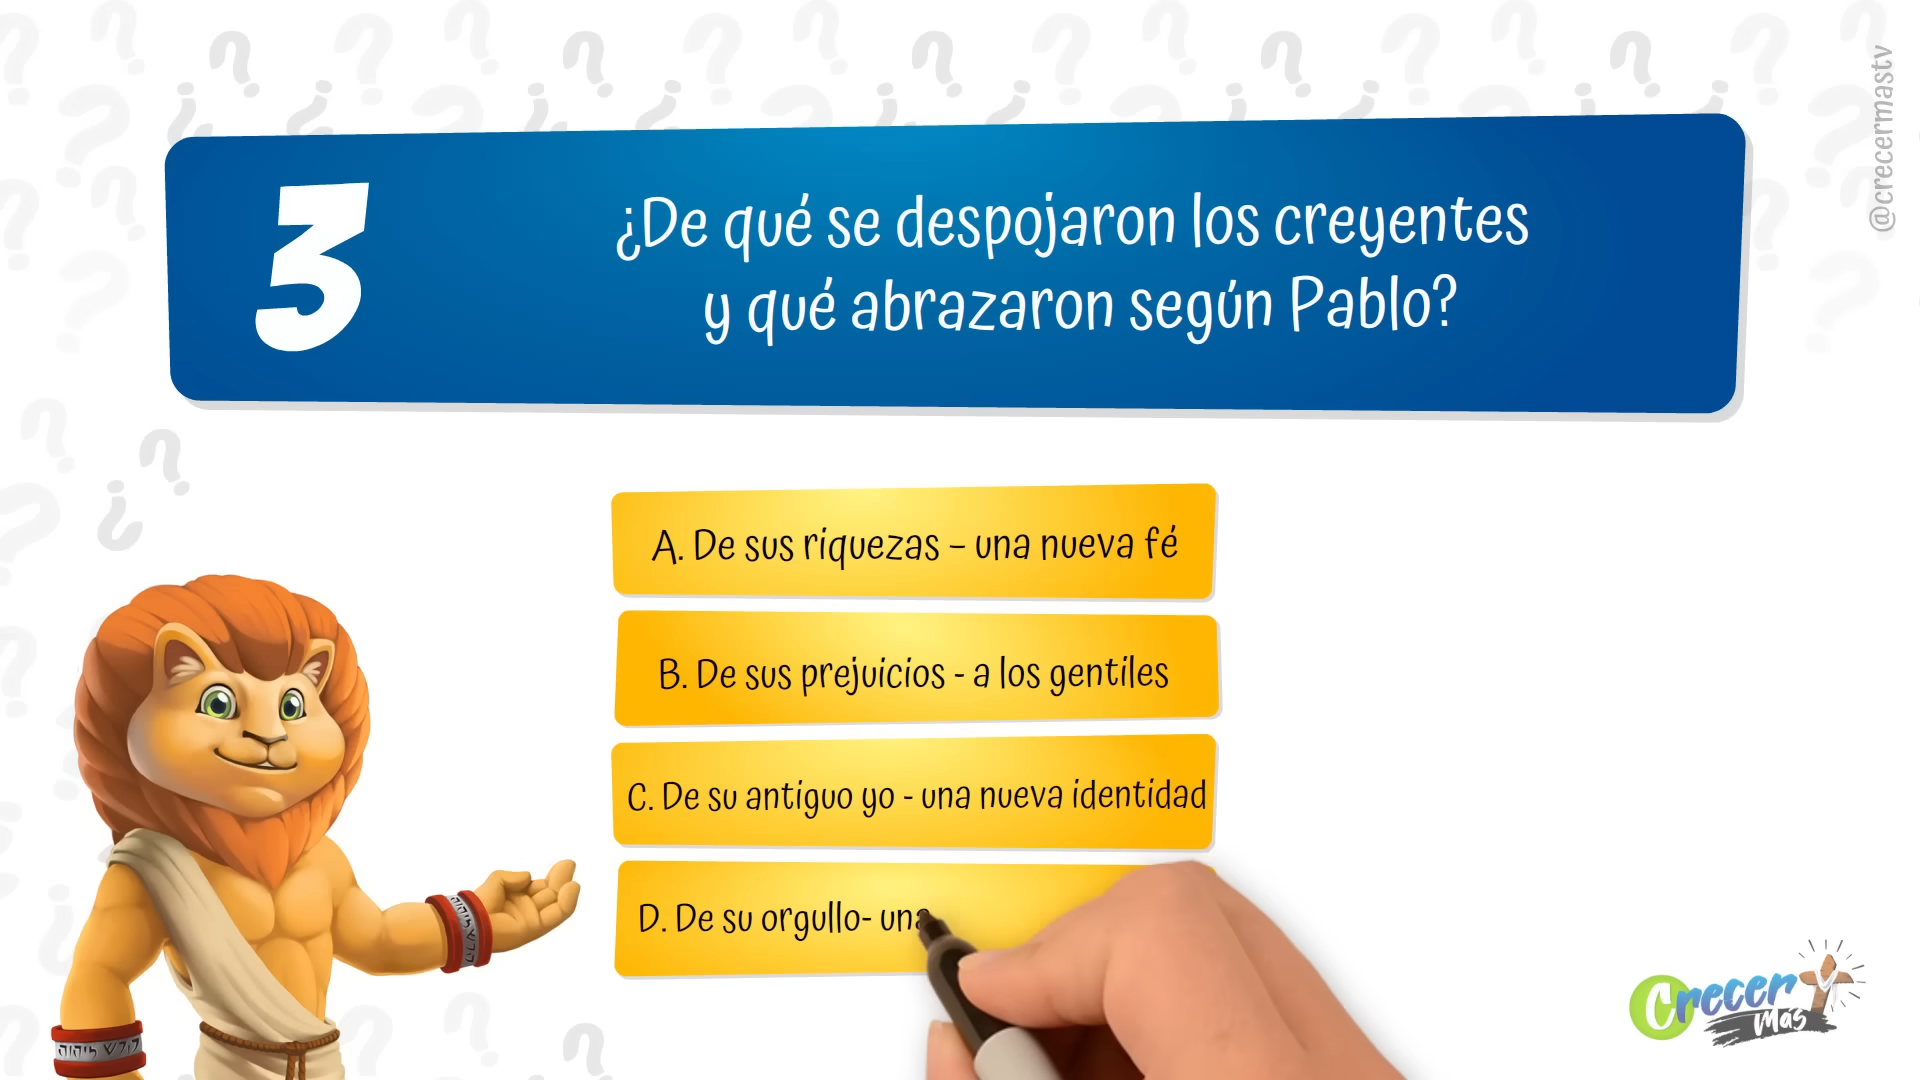 @crecermastv
3
¿De qué se despojaron los creyentes
y qué abrazaron según Pablo?
A. De sus riquezas – una nueva fé
B. De sus prejuicios - a los gentiles
C. De su antiguo yo - una nueva identidad
D. De su orgullo- una
Crecer
Más